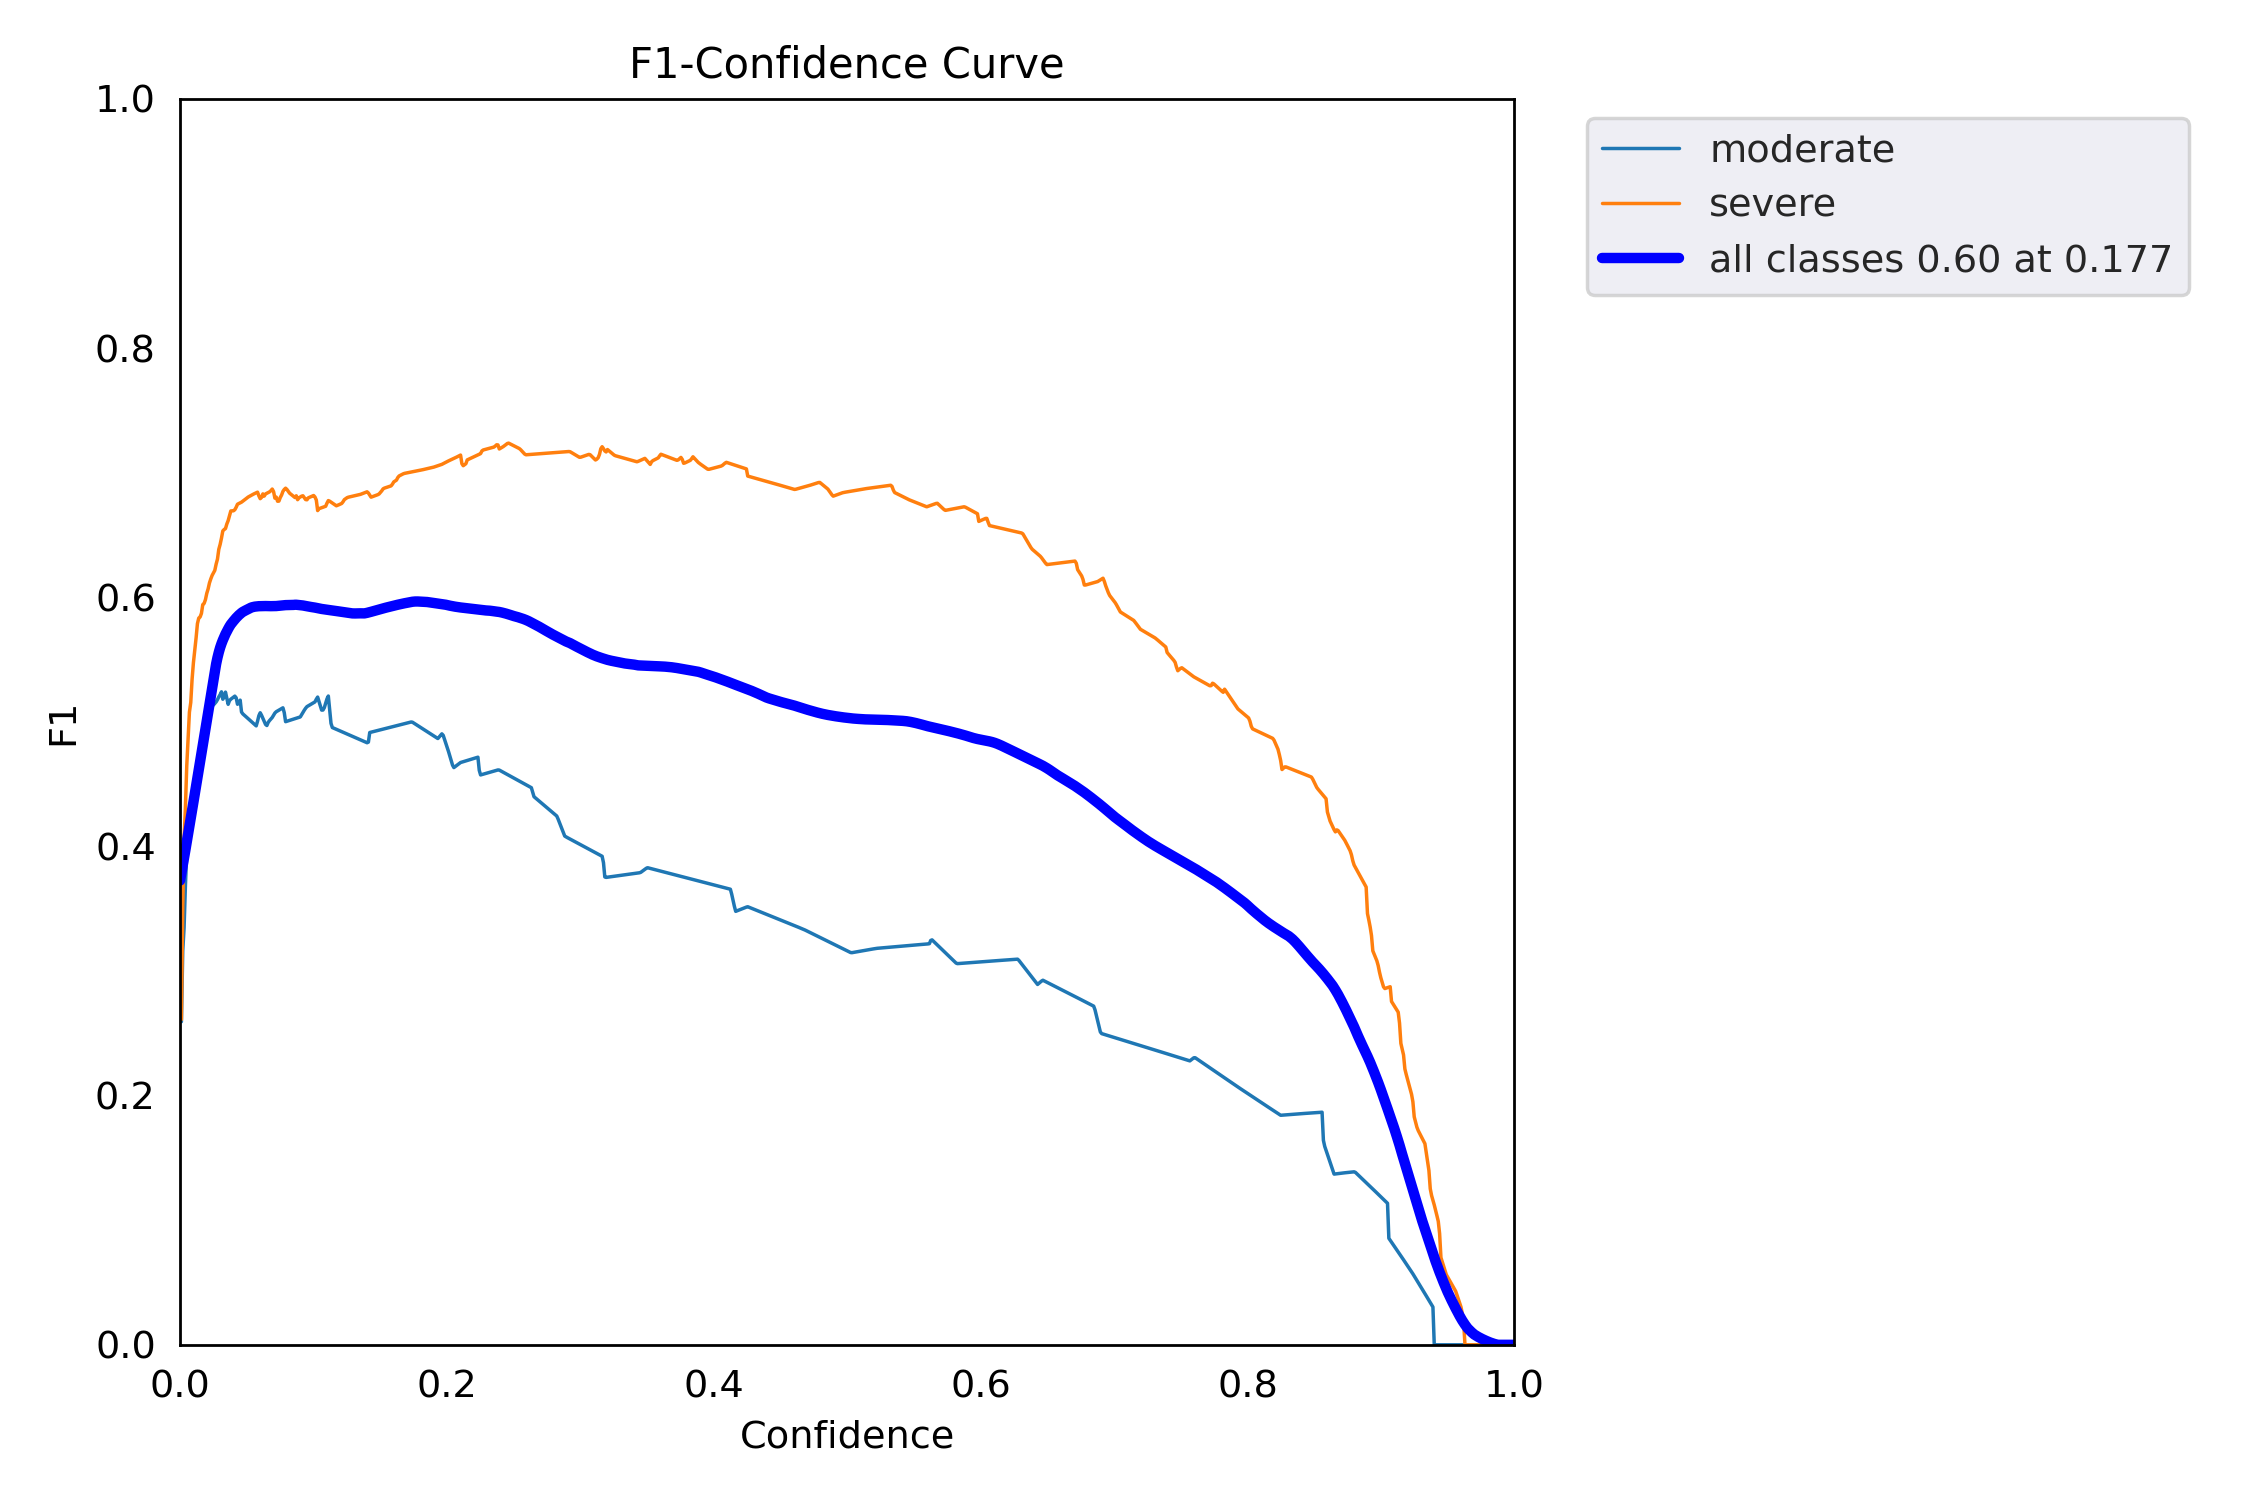 F1-Confidence Curve
1.0
0.8
0.6
0.4
0.2
0.0
F1
0.0 0.2 0.4 0.6 0.8 1.0
Confidence
moderate
severe
all classes 0.60 at 0.177